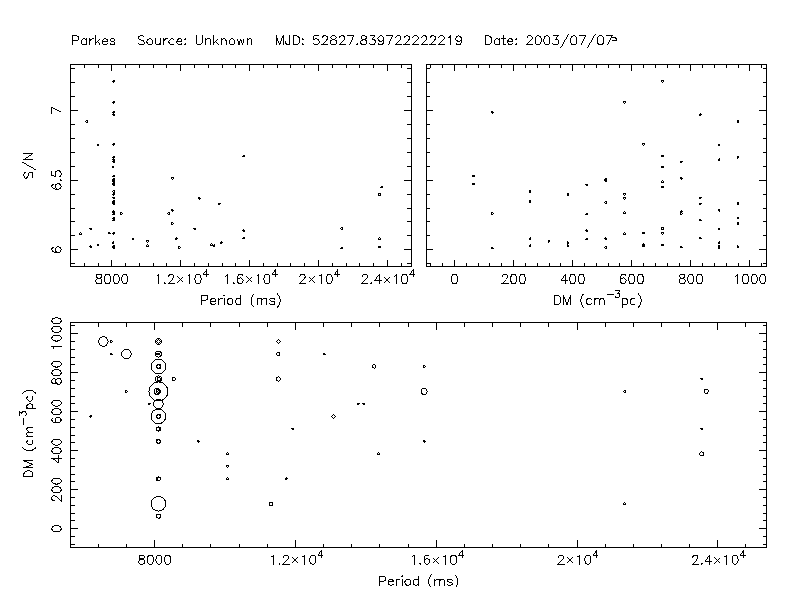 Parkes Source: Unknown MJD: 52827.839722222219 Date: 2003/07/07
S/N
7
6.5
6
8000 1.2×10⁴ 1.6×10⁴ 2×10⁴ 2.4×10⁴
Period (ms)
0 200 400 600 800 1000
DM (cm⁻³pc)
DM (cm⁻³pc)
1000
800
600
400
200
0
8000 1.2×10⁴ 1.6×10⁴ 2×10⁴ 2.4×10⁴
Period (ms)